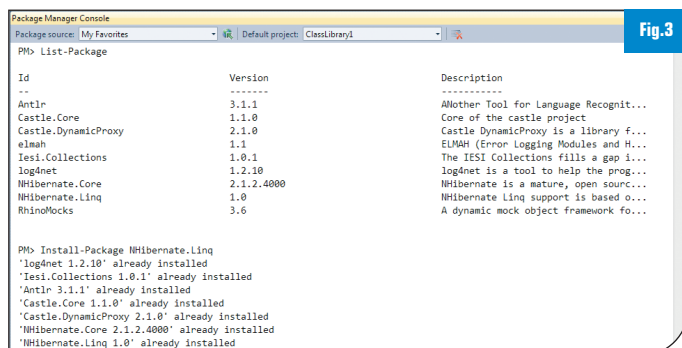 Package Manager Console
Fig.3
Package source: My Favorites Default project: ClassLibrary1
PM> List-Package
Id Version Description
-- ------- -----------
Antlr 3.1.1 ANother Tool for Language Recognit...
Castle.Core 1.1.0 Core of the castle project
Castle.DynamicProxy 2.1.0 Castle DynamicProxy is a library f...
elmah 1.1 ELMAH (Error Logging Modules and H...
Iesi.Collections 1.0.1 The IESI Collections fills a gap i...
log4net 1.2.10 log4net is a tool to help the prog...
NHibernate.Core 2.1.2.4000 NHibernate is a mature, open sourc...
NHibernate.Linq 1.0 NHibernate Linq support is based o...
RhinoMocks 3.6 A dynamic mock object framework fo...
PM> Install-Package NHibernate.Linq
'log4net 1.2.10' already installed
'Iesi.Collections 1.0.1' already installed
'Antlr 3.1.1' already installed
'Castle.Core 1.1.0' already installed
'Castle.DynamicProxy 2.1.0' already installed
'NHibernate.Core 2.1.2.4000' already installed
'NHibernate.Linq 1.0' already installed